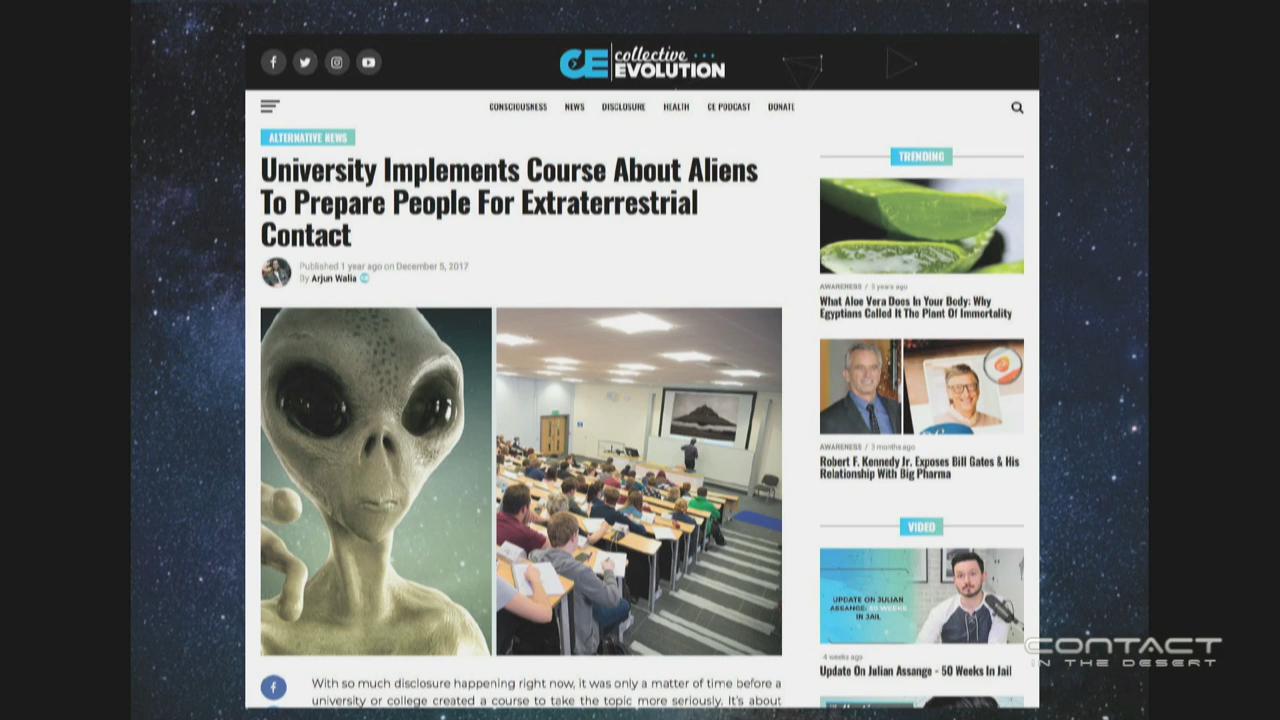 CE collective
EVOLUTION
CONSCIOUSNESS NEWS DISCLOSURE HEALTH CE PODCAST DONATE
ALTERNATIVE NEWS
University Implements Course About Aliens
To Prepare People For Extraterrestrial
Contact
Published 1 year ago on December 5, 2017
By Arjun Walia CE
With so much disclosure happening right now, it was only a matter of time before a
university or college created a course to take the topic more seriously. It's about
TRENDING
AWARENESS / 3 years ago
What Aloe Vera Does In Your Body: Why
Egyptians Called It The Plant Of Immortality
AWARENESS / 3 months ago
Robert F. Kennedy Jr. Exposes Bill Gates & His
Relationship With Big Pharma
VIDEO
UPDATE ON JULIAN
ASSANGE: 50 WEEKS
IN JAIL
4 weeks ago
Update On Julian Assange - 50 Weeks In Jail
CONTACT
IN THE DESERT